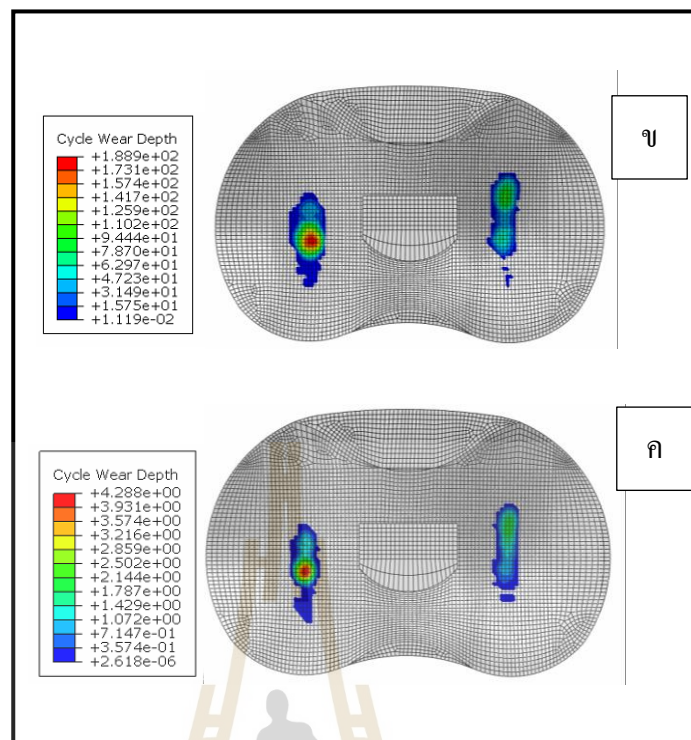 ข
Cycle Wear Depth
+1.889e+02
+1.731e+02
+1.574e+02
+1.417e+02
+1.259e+02
+1.102e+02
+9.444e+01
+7.870e+01
+6.297e+01
+4.723e+01
+3.149e+01
+1.575e+01
+1.119e-02
ค
Cycle Wear Depth
+4.288e+00
+3.931e+00
+3.574e+00
+3.216e+00
+2.859e+00
+2.502e+00
+2.144e+00
+1.787e+00
+1.429e+00
+1.072e+00
+7.147e-01
+3.574e-01
+2.618e-06